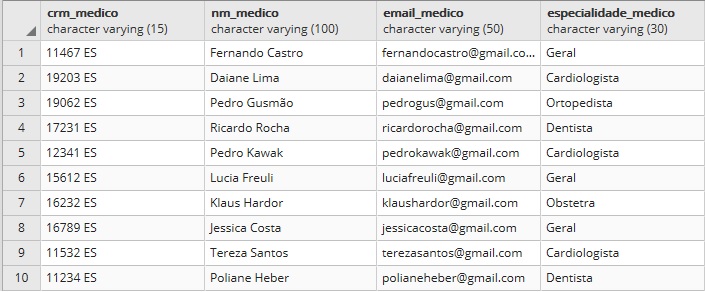 crm_medico nm_medico email_medico especialidade_medico
character varying (15) character varying (100) character varying (50) character varying (30)
1 11467 ES Fernando Castro fernandocastro@gmail.co... Geral
2 19203 ES Daiane Lima daianelima@gmail.com Cardiologista
3 19062 ES Pedro Gusmão pedrogus@gmail.com Ortopedista
4 17231 ES Ricardo Rocha ricardorocha@gmail.com Dentista
5 12341 ES Pedro Kawak pedrokawak@gmail.com Cardiologista
6 15612 ES Lucia Freuli luciafreuli@gmail.com Geral
7 16232 ES Klaus Hardor klaushardor@gmail.com Obstetra
8 16789 ES Jessica Costa jessicacosta@gmail.com Geral
9 11532 ES Tereza Santos terezasantos@gmail.com Cardiologista
10 11234 ES Poliane Heber polianeheber@gmail.com Dentista